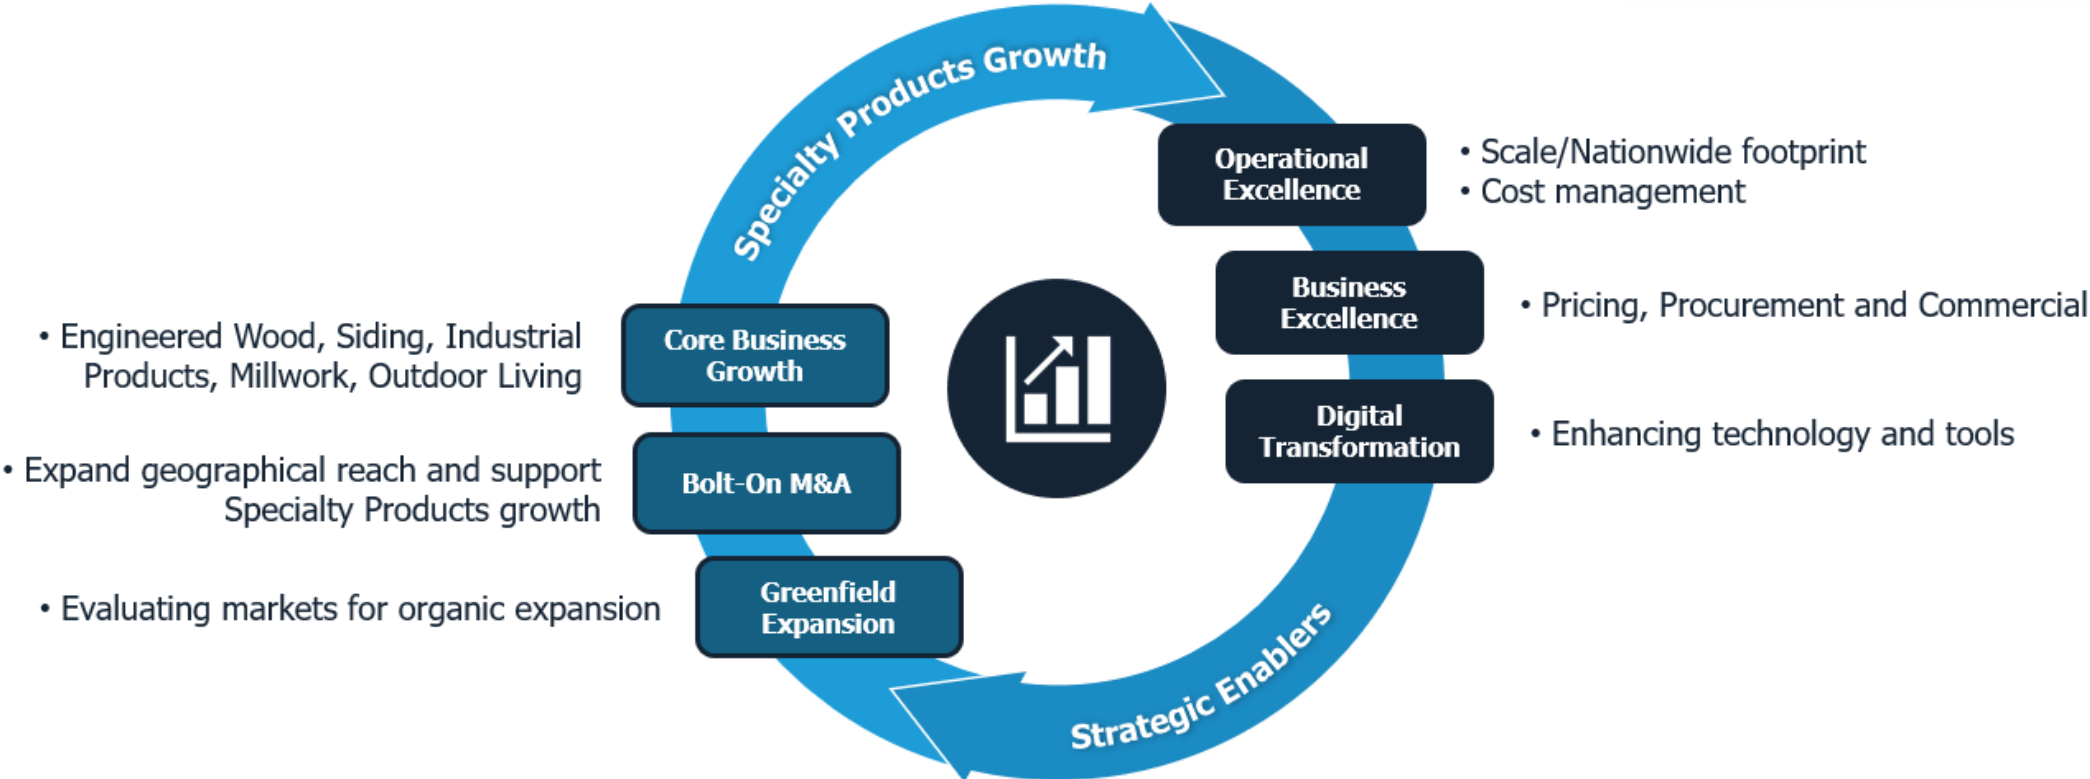 Specialty Products Growth
Core Business
Growth
• Engineered Wood, Siding, Industrial
Products, Millwork, Outdoor Living
Bolt-On M&A
• Expand geographical reach and support
Specialty Products growth
Greenfield
Expansion
• Evaluating markets for organic expansion
Operational
Excellence
• Scale/Nationwide footprint
• Cost management
Business
Excellence
• Pricing, Procurement and Commercial
Digital
Transformation
• Enhancing technology and tools
Strategic Enablers